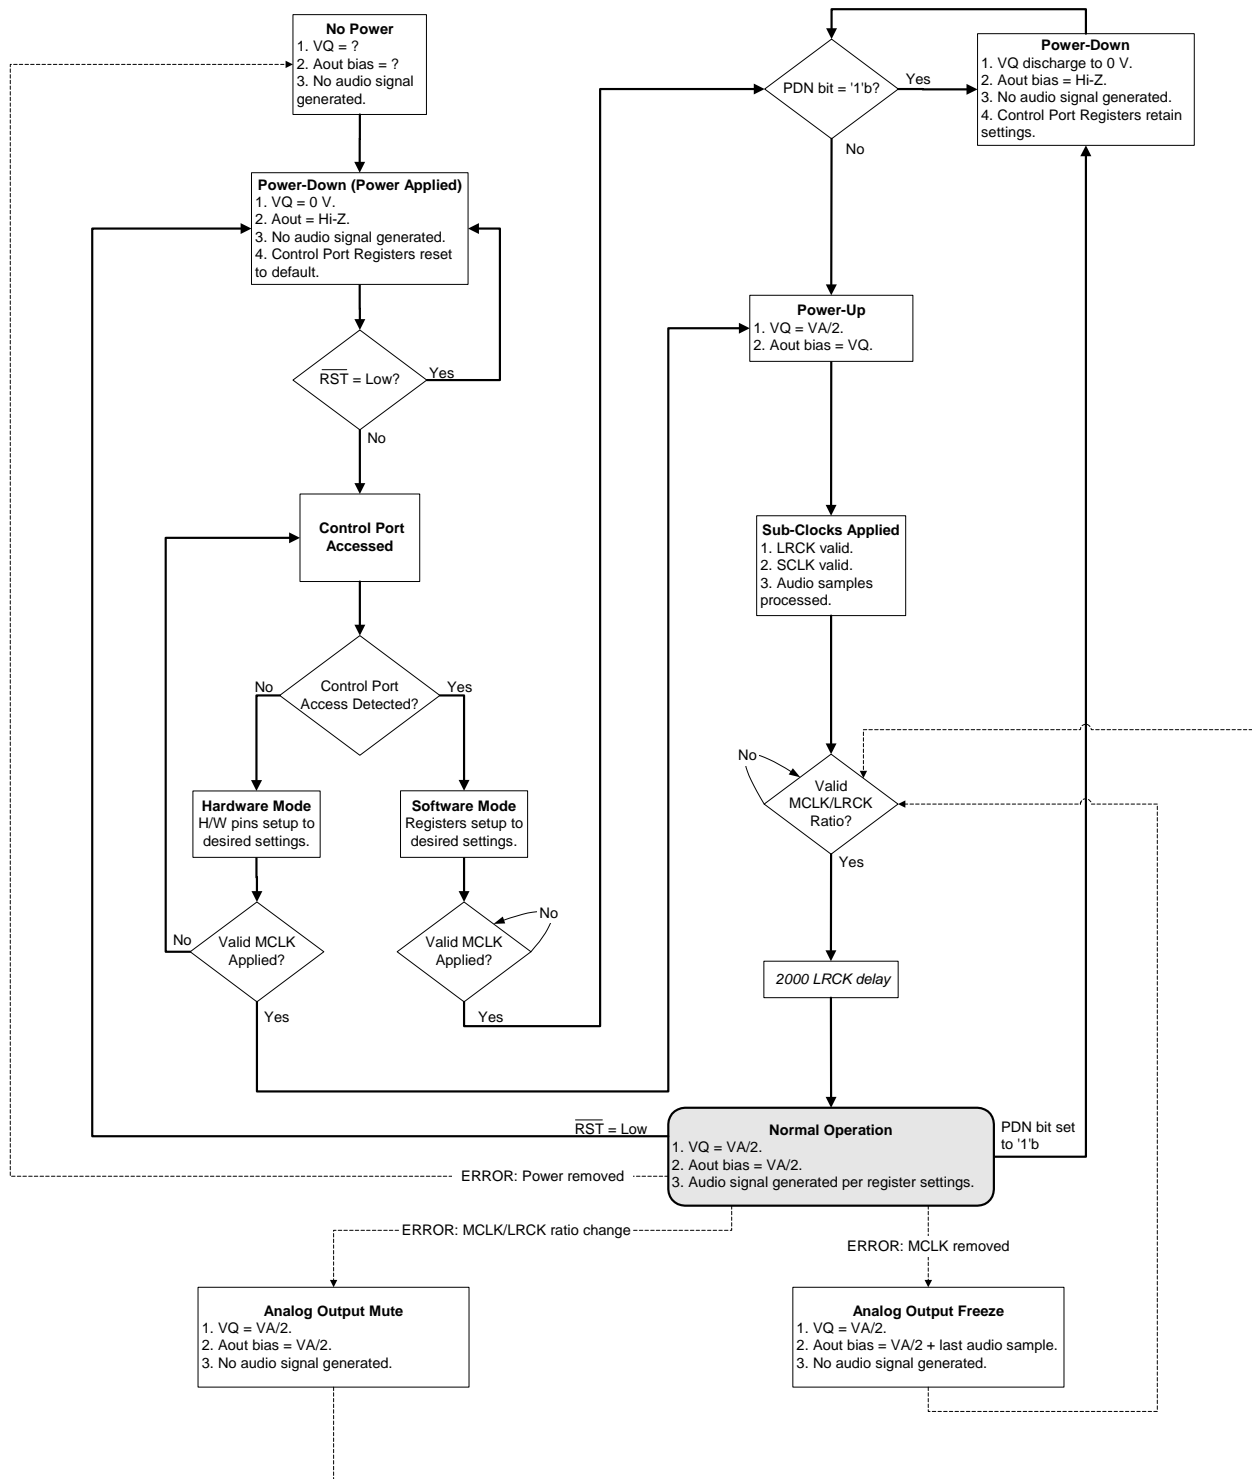 No Power
1. VQ = ?
2. Aout bias = ?
3. No audio signal
generated.
Power-Down (Power Applied)
1. VQ = 0 V.
2. Aout = Hi-Z.
3. No audio signal generated.
4. Control Port Registers reset
to default.
RST = Low?
Yes
No
Control Port
Accessed
Control Port
Access Detected?
No
Yes
Hardware Mode
H/W pins setup to
desired settings.
Software Mode
Registers setup to
desired settings.
Valid MCLK
Applied?
No
Yes
Valid MCLK
Applied?
No
Yes
PDN bit = '1'b?
Yes
No
Power-Down
1. VQ discharge to 0 V.
2. Aout bias = Hi-Z.
3. No audio signal generated.
4. Control Port Registers retain
settings.
Power-Up
1. VQ = VA/2.
2. Aout bias = VQ.
Sub-Clocks Applied
1. LRCK valid.
2. SCLK valid.
3. Audio samples
processed.
No
Valid
MCLK/LRCK
Ratio?
Yes
2000 LRCK delay
Normal Operation
1. VQ = VA/2.
2. Aout bias = VA/2.
3. Audio signal generated per register settings.
RST = Low
PDN bit set
to '1'b
ERROR: Power removed
ERROR: MCLK/LRCK ratio change
ERROR: MCLK removed
Analog Output Mute
1. VQ = VA/2.
2. Aout bias = VA/2.
3. No audio signal generated.
Analog Output Freeze
1. VQ = VA/2.
2. Aout bias = VA/2 + last audio sample.
3. No audio signal generated.